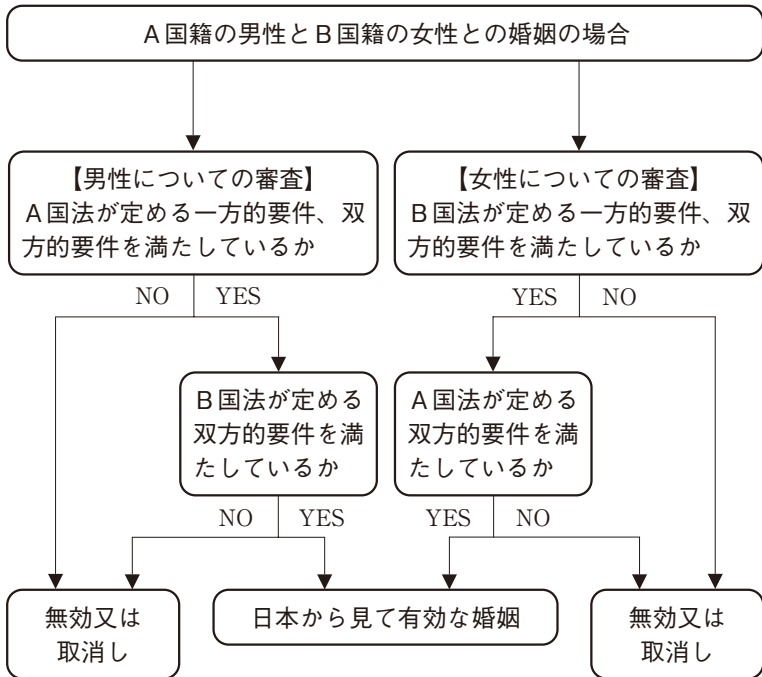 A国籍の男性とB国籍の女性との婚姻の場合
【男性についての審査】
A国法が定める一方的要件、双
方的要件を満たしているか
【女性についての審査】
B国法が定める一方的要件、双
方的要件を満たしているか
NO YES
YES NO
B国法が定める
双方的要件を満
たしているか
A国法が定める
双方的要件を満
たしているか
NO YES
YES NO
無効又は
取消し
日本から見て有効な婚姻
無効又は
取消し